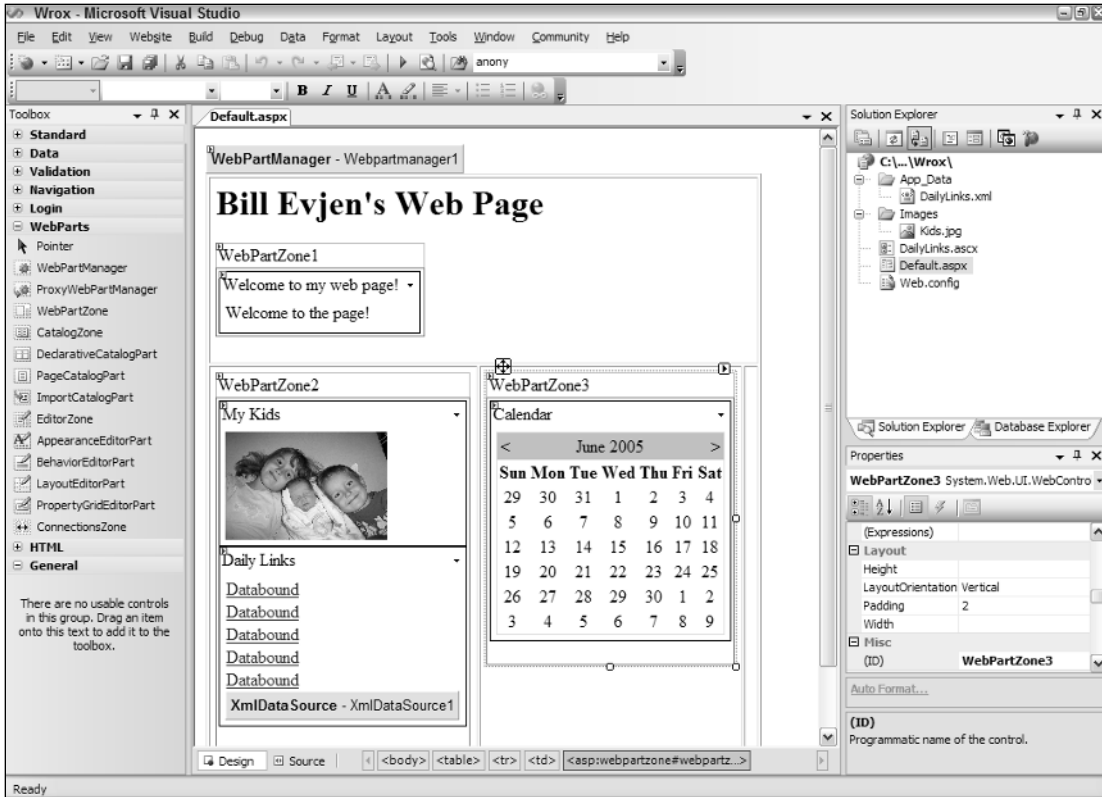 Wrox - Microsoft Visual Studio
File Edit View Website Build Debug Data Format Layout Tools Window Community Help
anony
B I U A
Toolbox
Standard
Data
Validation
Navigation
Login
WebParts
Pointer
WebPartManager
ProxyWebPartManager
WebPartZone
CatalogZone
DeclarativeCatalogPart
PageCatalogPart
ImportCatalogPart
EditorZone
AppearanceEditorPart
BehaviorEditorPart
LayoutEditorPart
PropertyGridEditorPart
ConnectionsZone
HTML
General
There are no usable controls
in this group. Drag an item
onto this text to add it to the
toolbox.
Default.aspx
WebPartManager - Webpartmanager1
Bill Evjen's Web Page
WebPartZone1
Welcome to my web page!
Welcome to the page!
WebPartZone2
My Kids
Daily Links
Databound
Databound
Databound
Databound
Databound
XmlDataSource - XmlDataSource1
WebPartZone3
Calendar
< June 2005 >
Sun Mon Tue Wed Thu Fri Sat
29 30 31 1 2 3 4
5 6 7 8 9 10 11
12 13 14 15 16 17 18
19 20 21 22 23 24 25
26 27 28 29 30 1 2
3 4 5 6 7 8 9
Design Source <body> <table> <tr> <td> <asp:webpartzone#webpartz...>
Solution Explorer
C:\...\Wrox\
App_Data
DailyLinks.xml
Images
Kids.jpg
DailyLinks.ascx
Default.aspx
Web.config
Solution Explorer Database Explorer
Properties
WebPartZone3 System.Web.UI.WebContro
(Expressions)
Layout
Height
LayoutOrientation Vertical
Padding 2
Width
Misc
(ID) WebPartZone3
Auto Format...
(ID)
Programmatic name of the control.
Ready